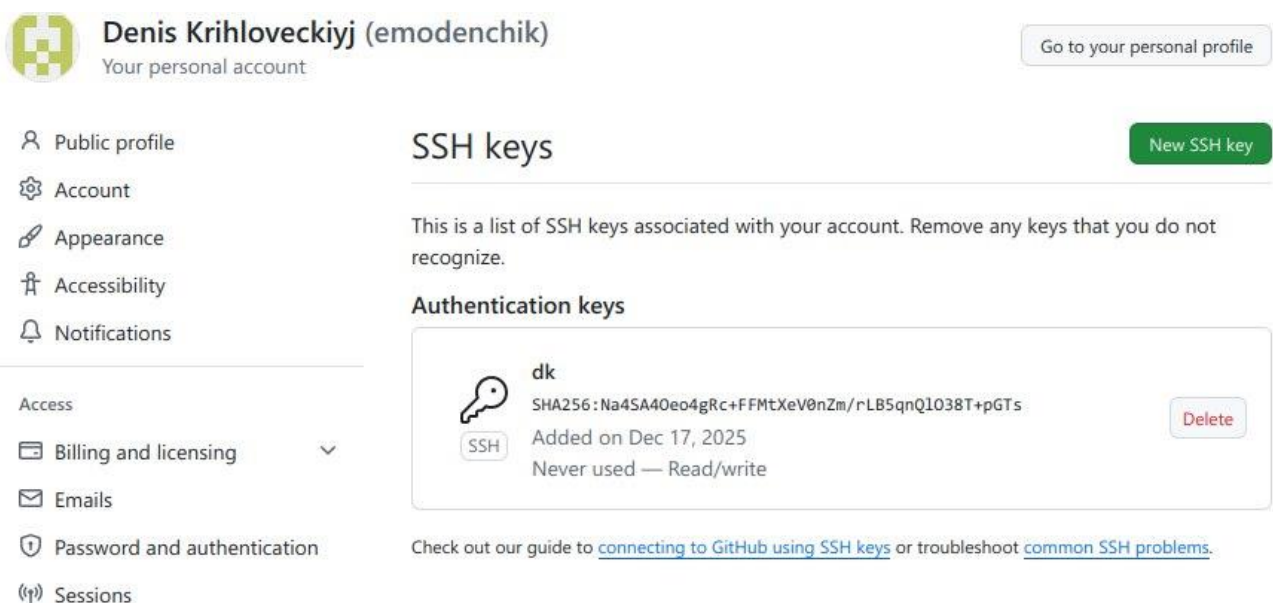 Denis Krihloveckiyj (emodenchik)
Your personal account
Go to your personal profile
Public profile
Account
Appearance
Accessibility
Notifications
Access
Billing and licensing
Emails
Password and authentication
Sessions
SSH keys
New SSH key
This is a list of SSH keys associated with your account. Remove any keys that you do not
recognize.
Authentication keys
dk
SHA256:Na4SA4Oeo4gRc+FFMtXeV0nZm/rLB5qnQlO38T+pGTs
SSH
Added on Dec 17, 2025
Never used — Read/write
Delete
Check out our guide to connecting to GitHub using SSH keys or troubleshoot common SSH problems.